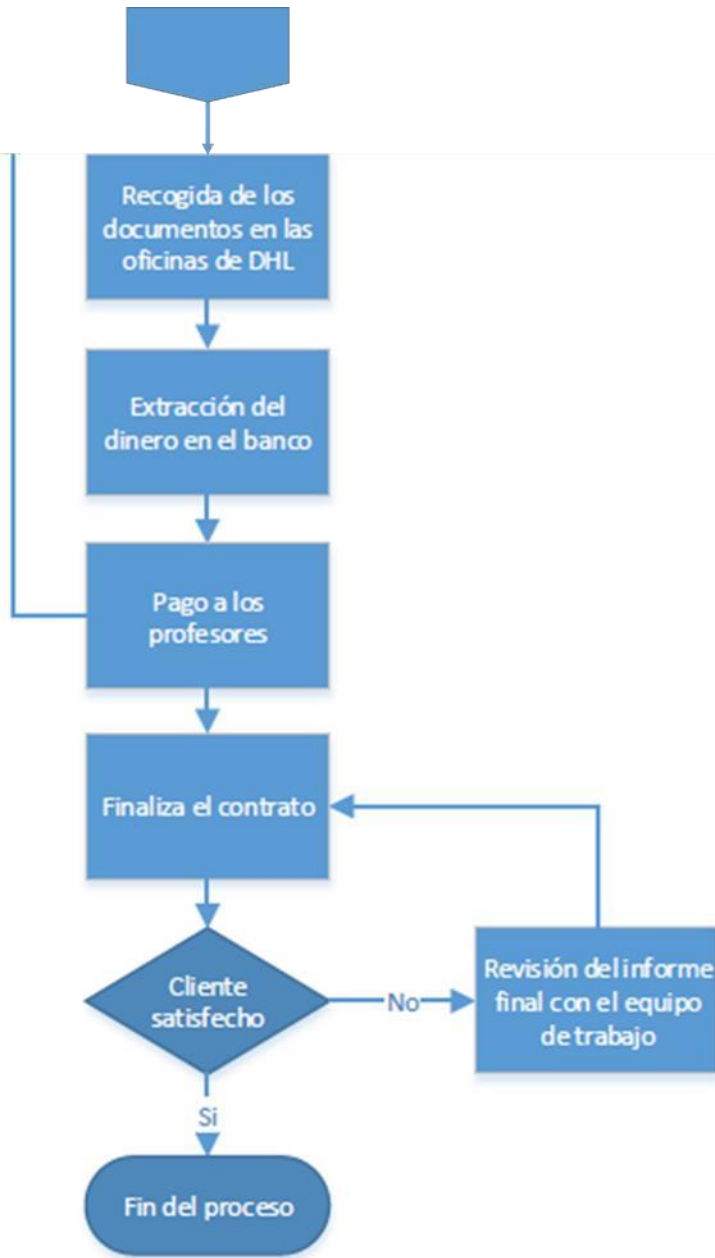 Recogida de los
documentos en las
oficinas de DHL
Extracción del
dinero en el banco
Pago a los
profesores
Finaliza el contrato
Cliente
satisfecho
No
Revisión del informe
final con el equipo
de trabajo
Si
Fin del proceso